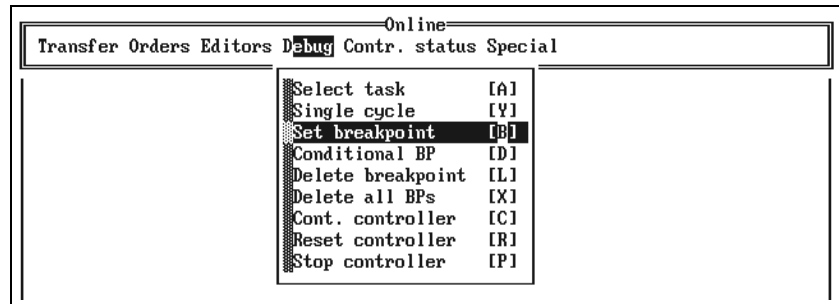 Online
Transfer Orders Editors Debug Contr. status Special
Select task [A]
Single cycle [Y]
Set breakpoint [B]
Conditional BP [D]
Delete breakpoint [L]
Delete all BPs [X]
Cont. controller [C]
Reset controller [R]
Stop controller [P]